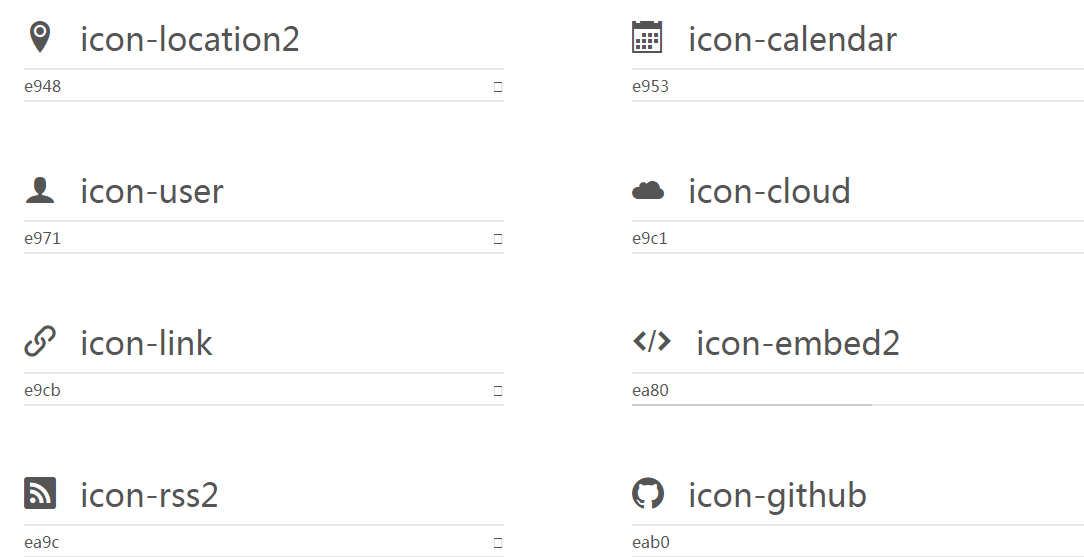 icon-location2 icon-calendar
e948 e953
icon-user icon-cloud
e971 e9c1
icon-link icon-embed2
e9cb ea80
icon-rss2 icon-github
ea9c eab0